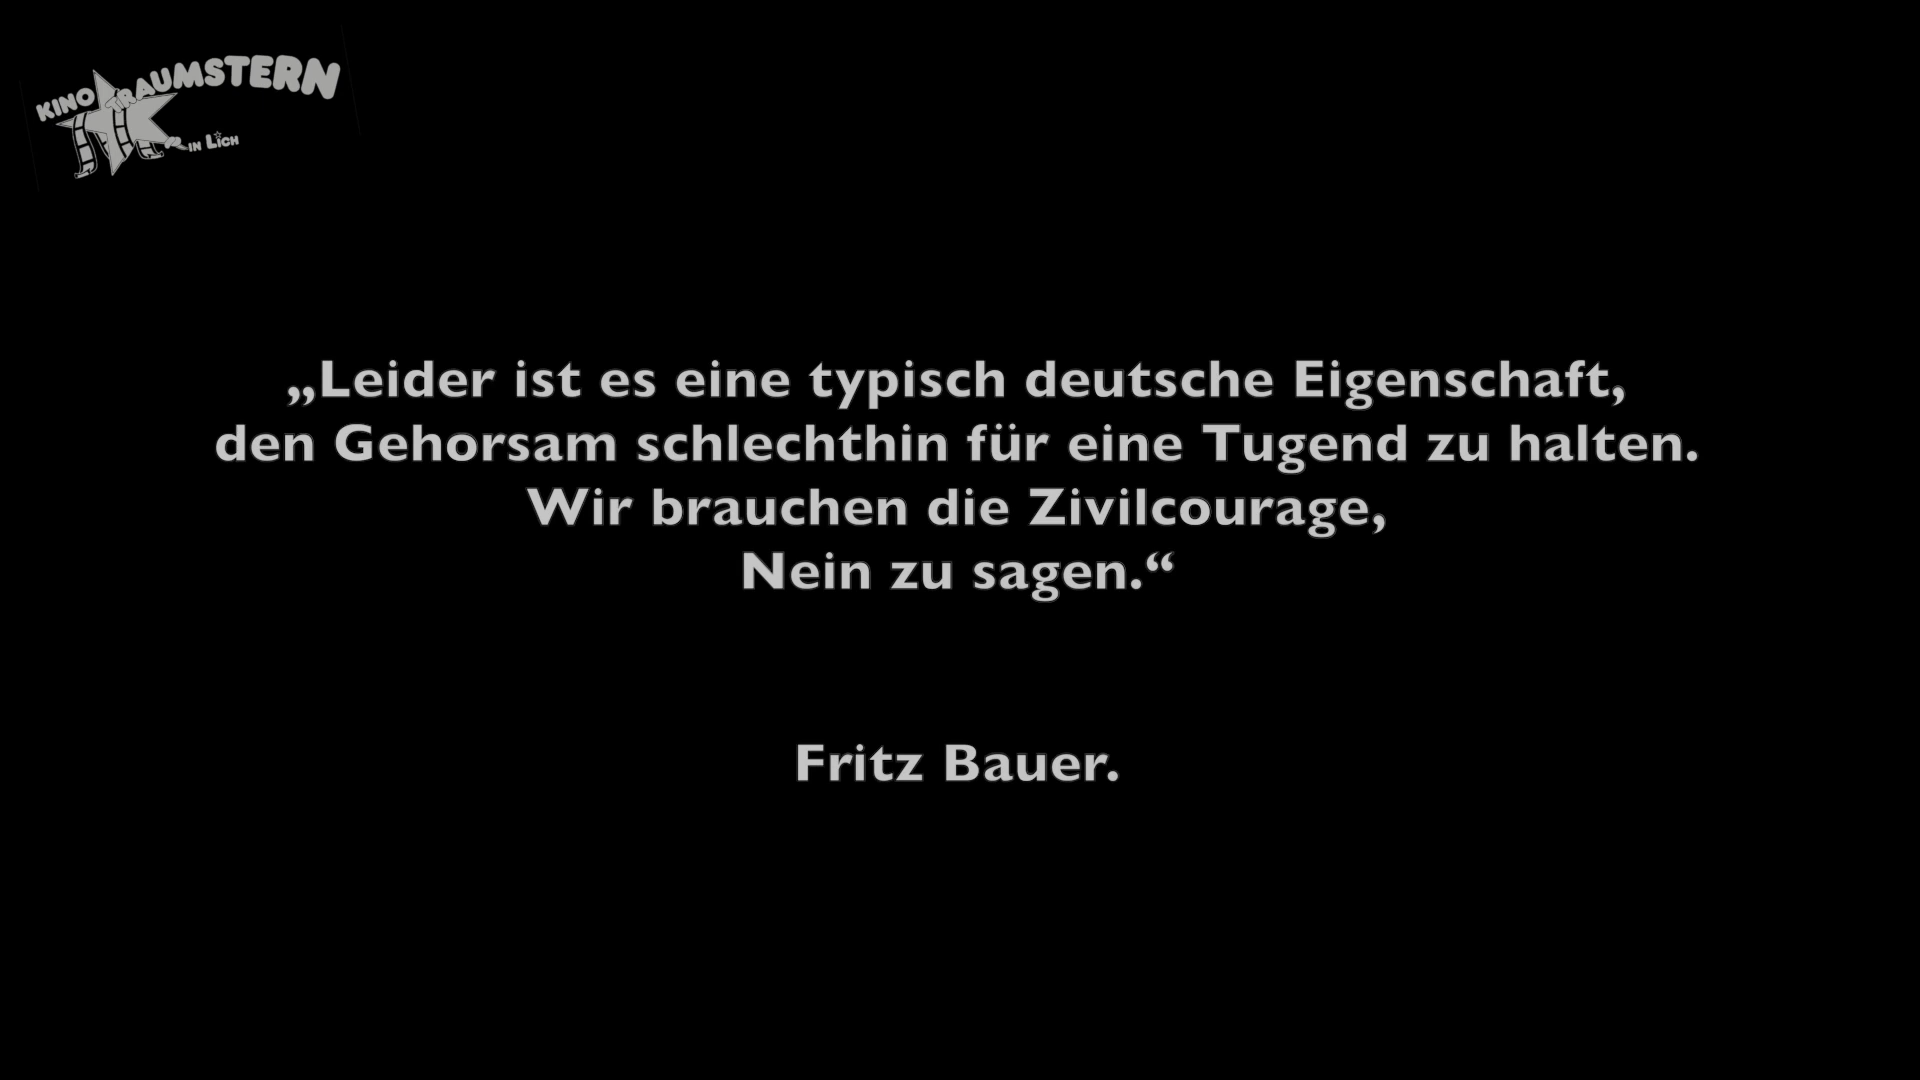 KINO TRAUMSTERN
IN LICH
„Leider ist es eine typisch deutsche Eigenschaft,
den Gehorsam schlechthin für eine Tugend zu halten.
Wir brauchen die Zivilcourage,
Nein zu sagen.“
Fritz Bauer.